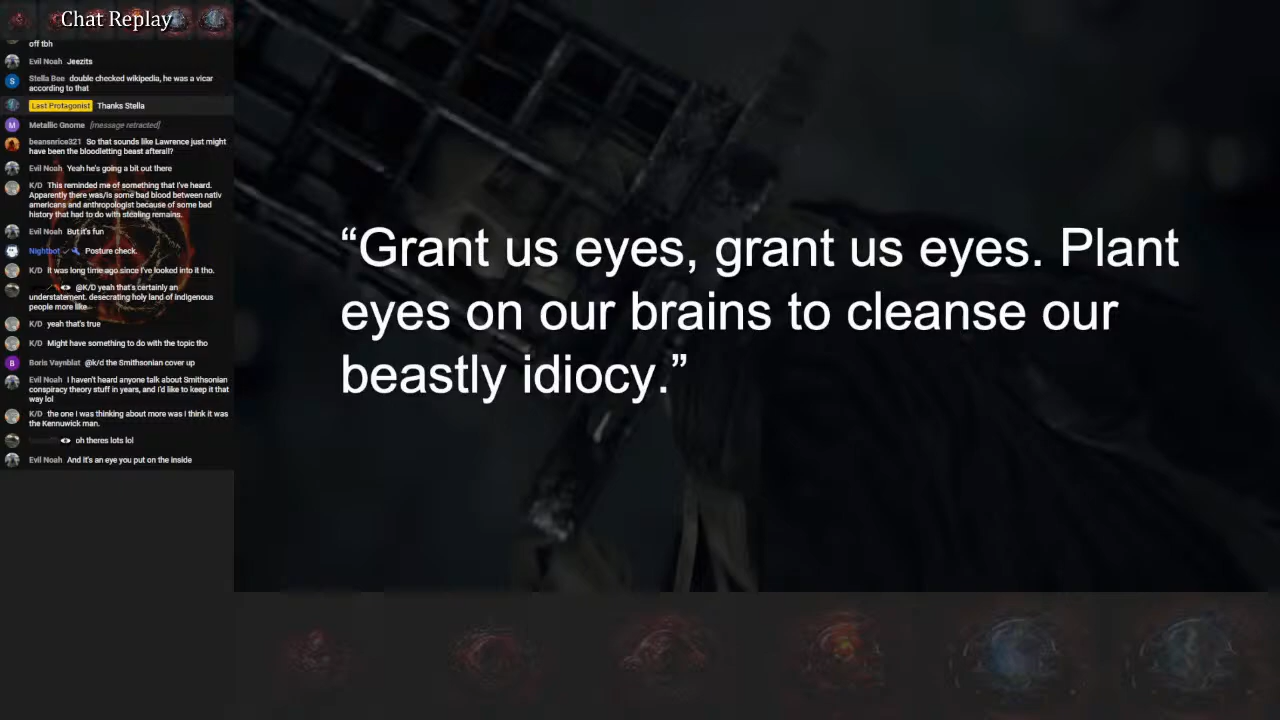 Chat Replay
off tbh
Evil Noah Jeezits
S Stella Bee double checked wikipedia, he was a vicar
according to that
Last Protagonist Thanks Stella
M Metallic Gnome [message retracted]
beansnrice321 So that sounds like Lawrence just might
have been the bloodletting beast afterall?
Evil Noah Yeah he's going a bit out there
K/D This reminded me of something that I've heard.
Apparently there was/is some bad blood between nativ
americans and anthropologist because of some bad
history that had to do with stealing remains.
Evil Noah But it's fun
Nightbot Posture check.
K/D It was long time ago since I've looked into it tho.
@K/D yeah that's certainly an
understatement. desecrating holy land of indigenous
people more like
K/D yeah that's true
K/D Might have something to do with the topic tho
B Boris Vaynblat @k/d the Smithsonian cover up
Evil Noah I haven't heard anyone talk about Smithsonian
conspiracy theory stuff in years, and I'd like to keep it that
way lol
K/D the one I was thinking about more was I think it was
the Kennuwick man.
oh theres lots lol
Evil Noah And it's an eye you put on the inside
“Grant us eyes, grant us eyes. Plant
eyes on our brains to cleanse our
beastly idiocy.”